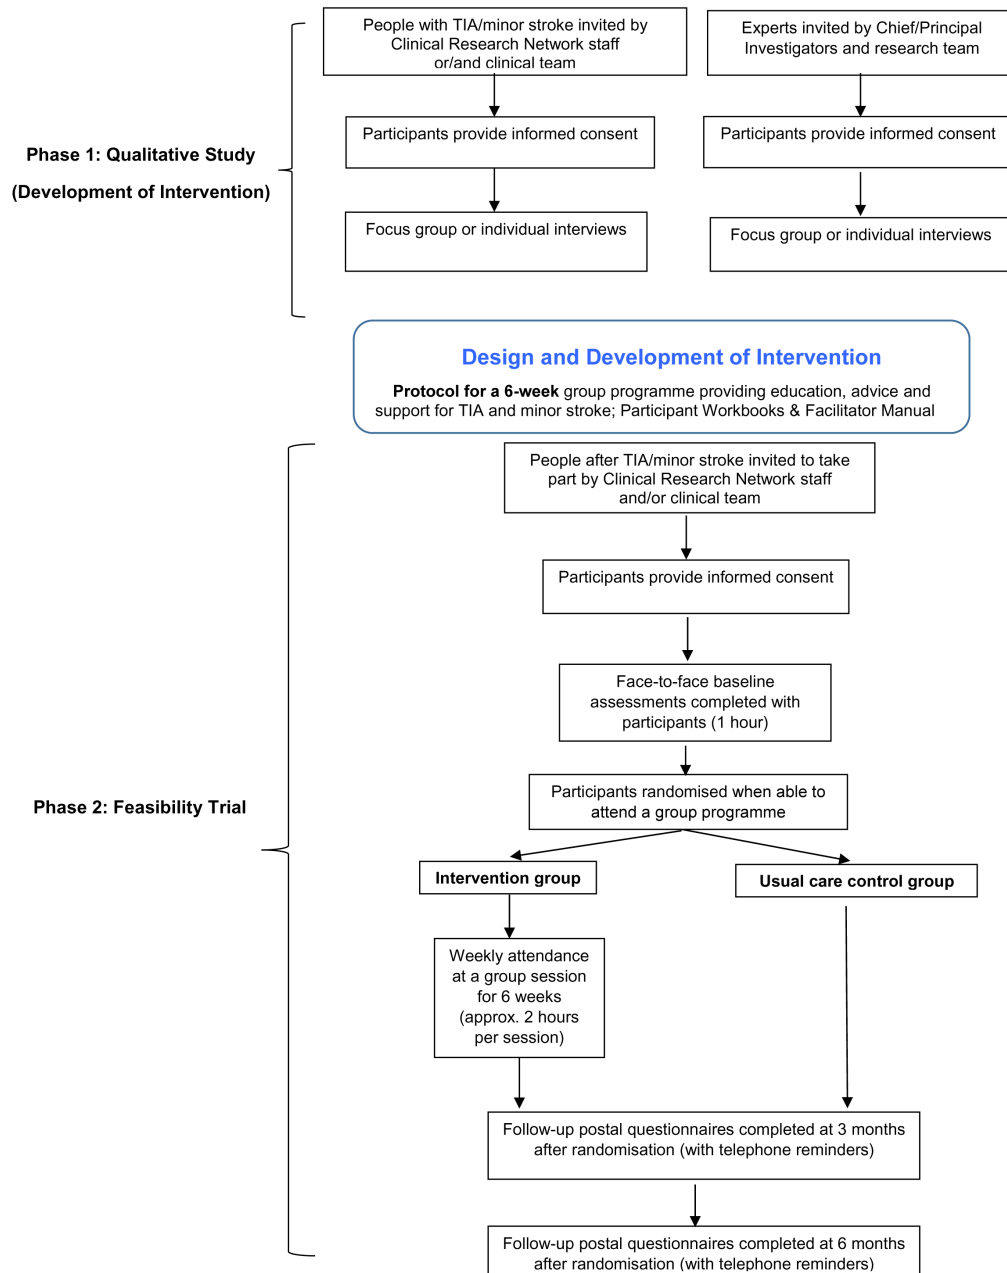 People with TIA/minor stroke invited by
Clinical Research Network staff
or/and clinical team
Experts invited by Chief/Principal
Investigators and research team
Participants provide informed consent
Participants provide informed consent
Phase 1: Qualitative Study
(Development of Intervention)
Focus group or individual interviews
Focus group or individual interviews
Design and Development of Intervention
Protocol for a 6-week group programme providing education, advice and
support for TIA and minor stroke; Participant Workbooks & Facilitator Manual
People after TIA/minor stroke invited to take
part by Clinical Research Network staff
and/or clinical team
Participants provide informed consent
Face-to-face baseline
assessments completed with
participants (1 hour)
Phase 2: Feasibility Trial
Participants randomised when able to
attend a group programme
Intervention group
Usual care control group
Weekly attendance
at a group session
for 6 weeks
(approx. 2 hours
per session)
Follow-up postal questionnaires completed at 3 months
after randomisation (with telephone reminders)
Follow-up postal questionnaires completed at 6 months
after randomisation (with telephone reminders)